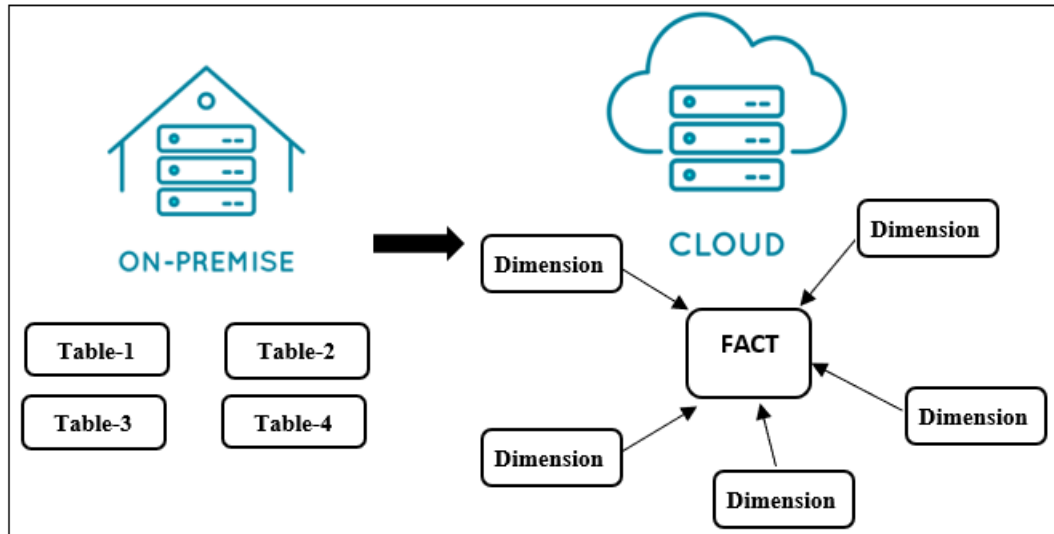 ON-PREMISE
CLOUD
Table-1
Table-2
Table-3
Table-4
Dimension
Dimension
FACT
Dimension
Dimension
Dimension